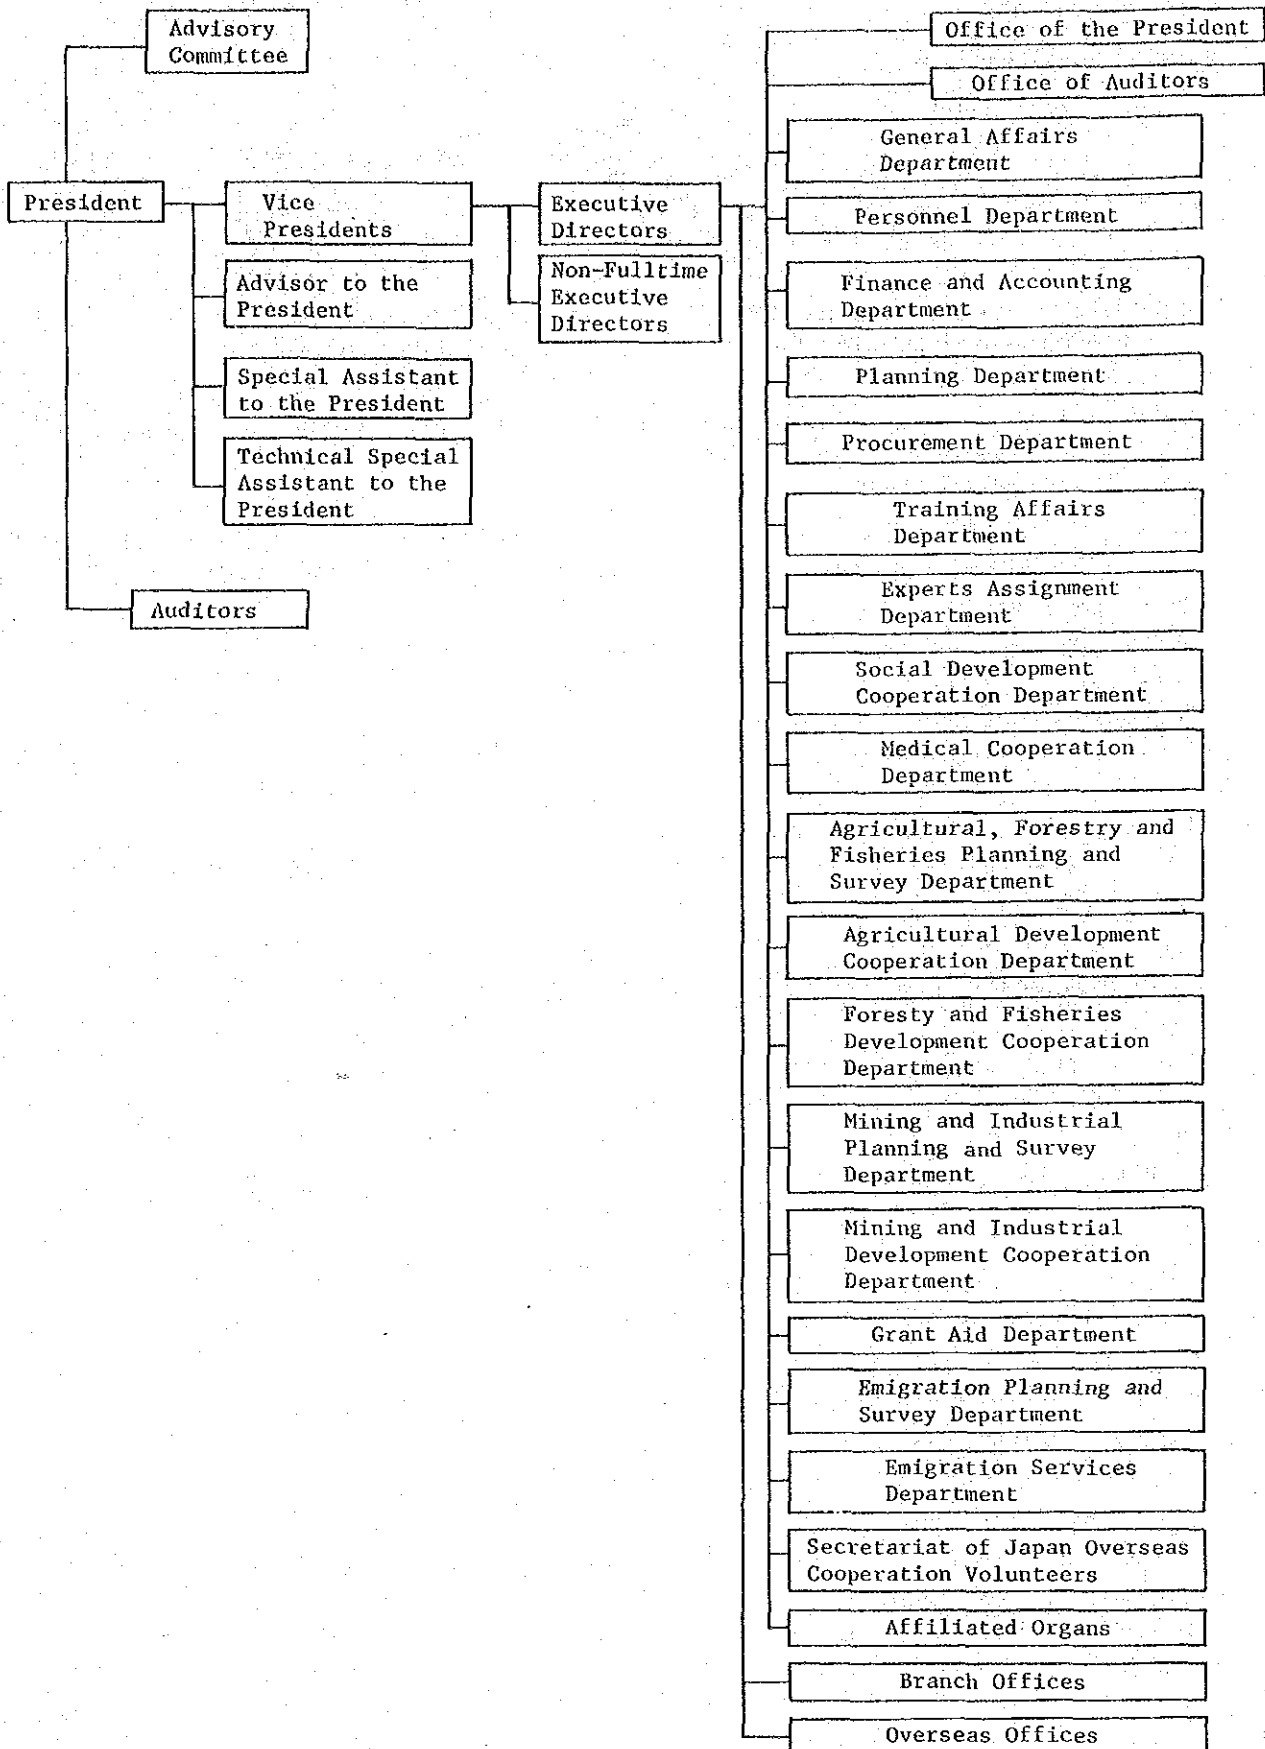 Advisory
Committee
President
Vice
Presidents
Advisor to the
President
Special Assistant
to the President
Technical Special
Assistant to the
President
Auditors
Executive
Directors
Non-Fulltime
Executive
Directors
Office of the President
Office of Auditors
General Affairs
Department
Personnel Department
Finance and Accounting
Department
Planning Department
Procurement Department
Training Affairs
Department
Experts Assignment
Department
Social Development
Cooperation Department
Medical Cooperation
Department
Agricultural, Forestry and
Fisheries Planning and
Survey Department
Agricultural Development
Cooperation Department
Foresty and Fisheries
Development Cooperation
Department
Mining and Industrial
Planning and Survey
Department
Mining and Industrial
Development Cooperation
Department
Grant Aid Department
Emigration Planning and
Survey Department
Emigration Services
Department
Secretariat of Japan Overseas
Cooperation Volunteers
Affiliated Organs
Branch Offices
Overseas Offices